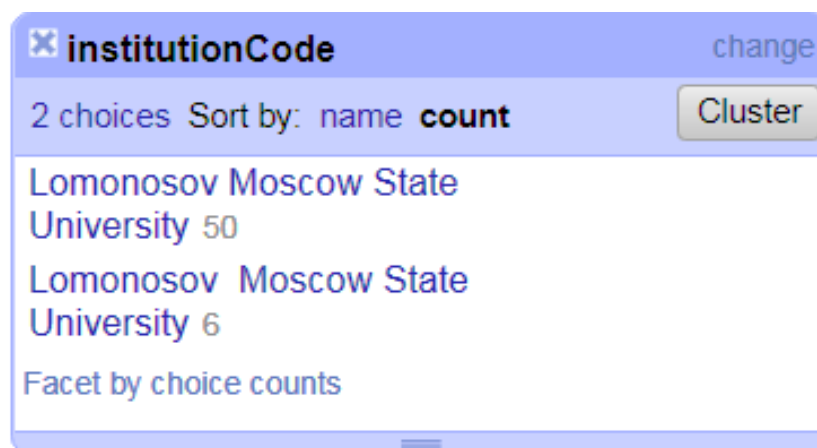 institutionCode change
2 choices Sort by: name count Cluster
Lomonosov Moscow State
University 50
Lomonosov  Moscow State
University 6
Facet by choice counts